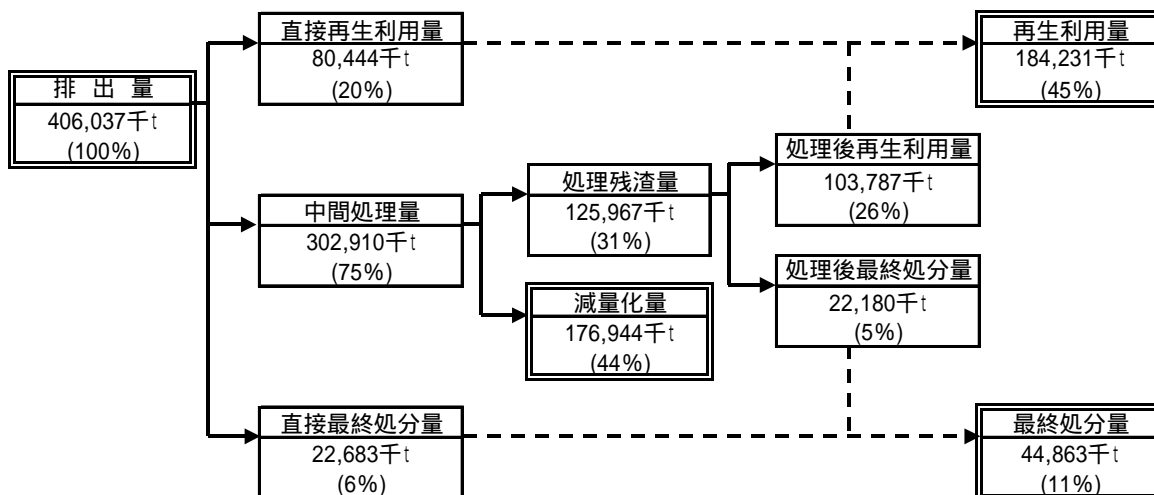 排 出 量
406,037千t
(100%)
直接再生利用量
80,444千t
(20%)
中間処理量
302,910千t
(75%)
直接最終処分量
22,683千t
(6%)
処理残渣量
125,967千t
(31%)
減量化量
176,944千t
(44%)
処理後再生利用量
103,787千t
(26%)
処理後最終処分量
22,180千t
(5%)
再生利用量
184,231千t
(45%)
最終処分量
44,863千t
(11%)